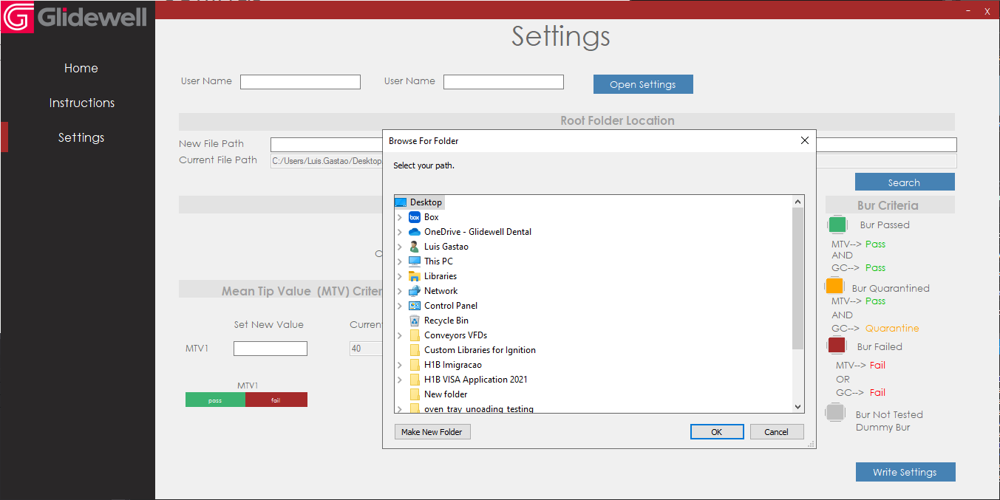 Glidewell
- X
Home
Instructions
Settings
Settings
User Name
User Name
Open Settings
Root Folder Location
New File Path
Current File Path
C:/Users/Luis.Gastao/Desktop
Search
Browse For Folder
Select your path.
Desktop
Box
OneDrive - Glidewell Dental
Luis Gastao
This PC
Libraries
Network
Control Panel
Recycle Bin
Conveyors VFDs
Custom Libraries for Ignition
H1B Imigracao
H1B VISA Application 2021
New folder
oven_tray_unoading_testing
Make New Folder
OK
Cancel
Mean Tip Value (MTV) Criter
Set New Value
Current
MTV1
40
MTV1
pass
fail
Bur Criteria
Bur Passed
MTV--> Pass
AND
GC--> Pass
Bur Quarantined
MTV--> Pass
AND
GC--> Quarantine
Bur Failed
MTV--> Fail
OR
GC--> Fail
Bur Not Tested
Dummy Bur
Write Settings